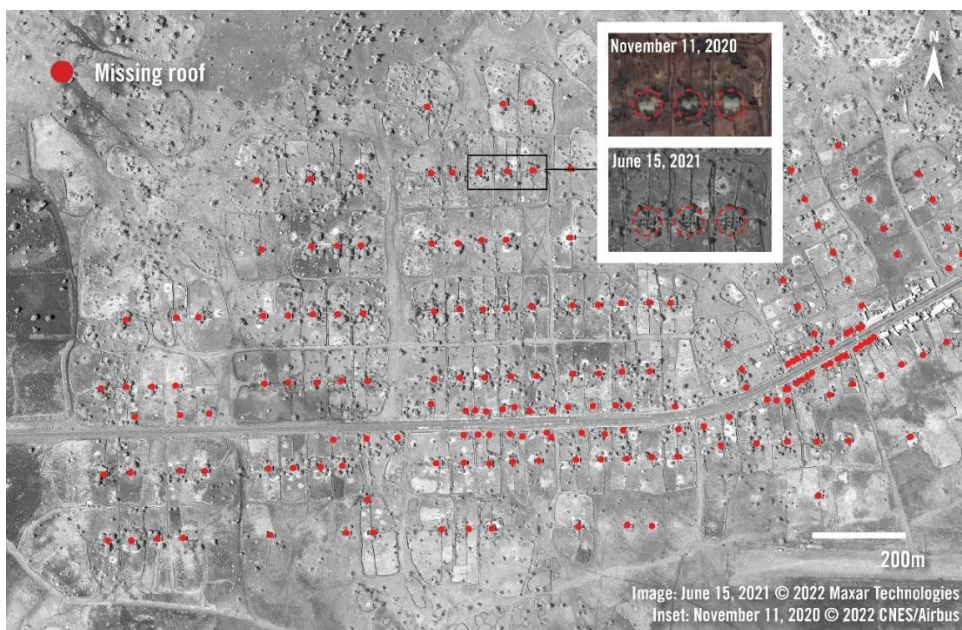 Missing roof
November 11, 2020
June 15, 2021
N
200m
Image: June 15, 2021 © 2022 Maxar Technologies
Inset: November 11, 2020 © 2022 CNES/Airbus